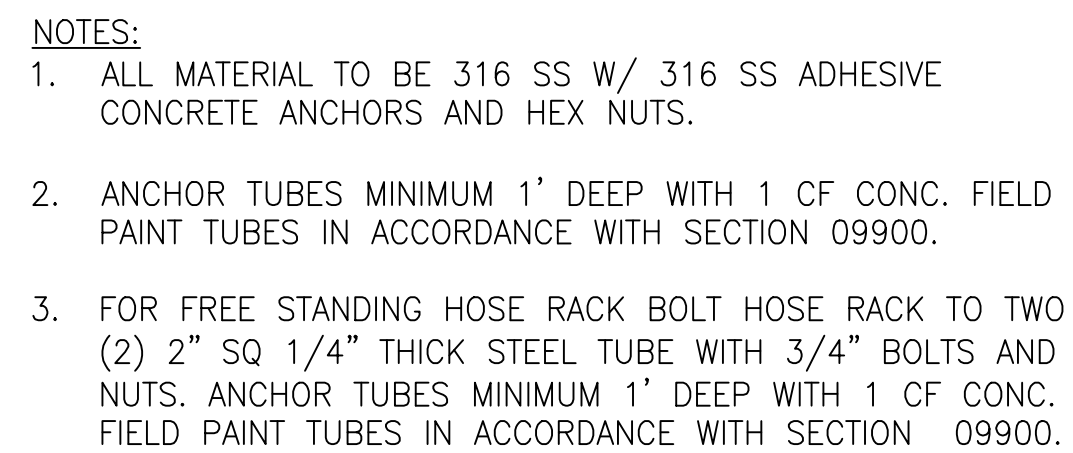 NOTES:
1. ALL MATERIAL TO BE 316 SS W/ 316 SS ADHESIVE
CONCRETE ANCHORS AND HEX NUTS.
2. ANCHOR TUBES MINIMUM 1' DEEP WITH 1 CF CONC. FIELD
PAINT TUBES IN ACCORDANCE WITH SECTION 09900.
3. FOR FREE STANDING HOSE RACK BOLT HOSE RACK TO TWO
(2) 2" SQ 1/4" THICK STEEL TUBE WITH 3/4" BOLTS AND
NUTS. ANCHOR TUBES MINIMUM 1' DEEP WITH 1 CF CONC.
FIELD PAINT TUBES IN ACCORDANCE WITH SECTION 09900.